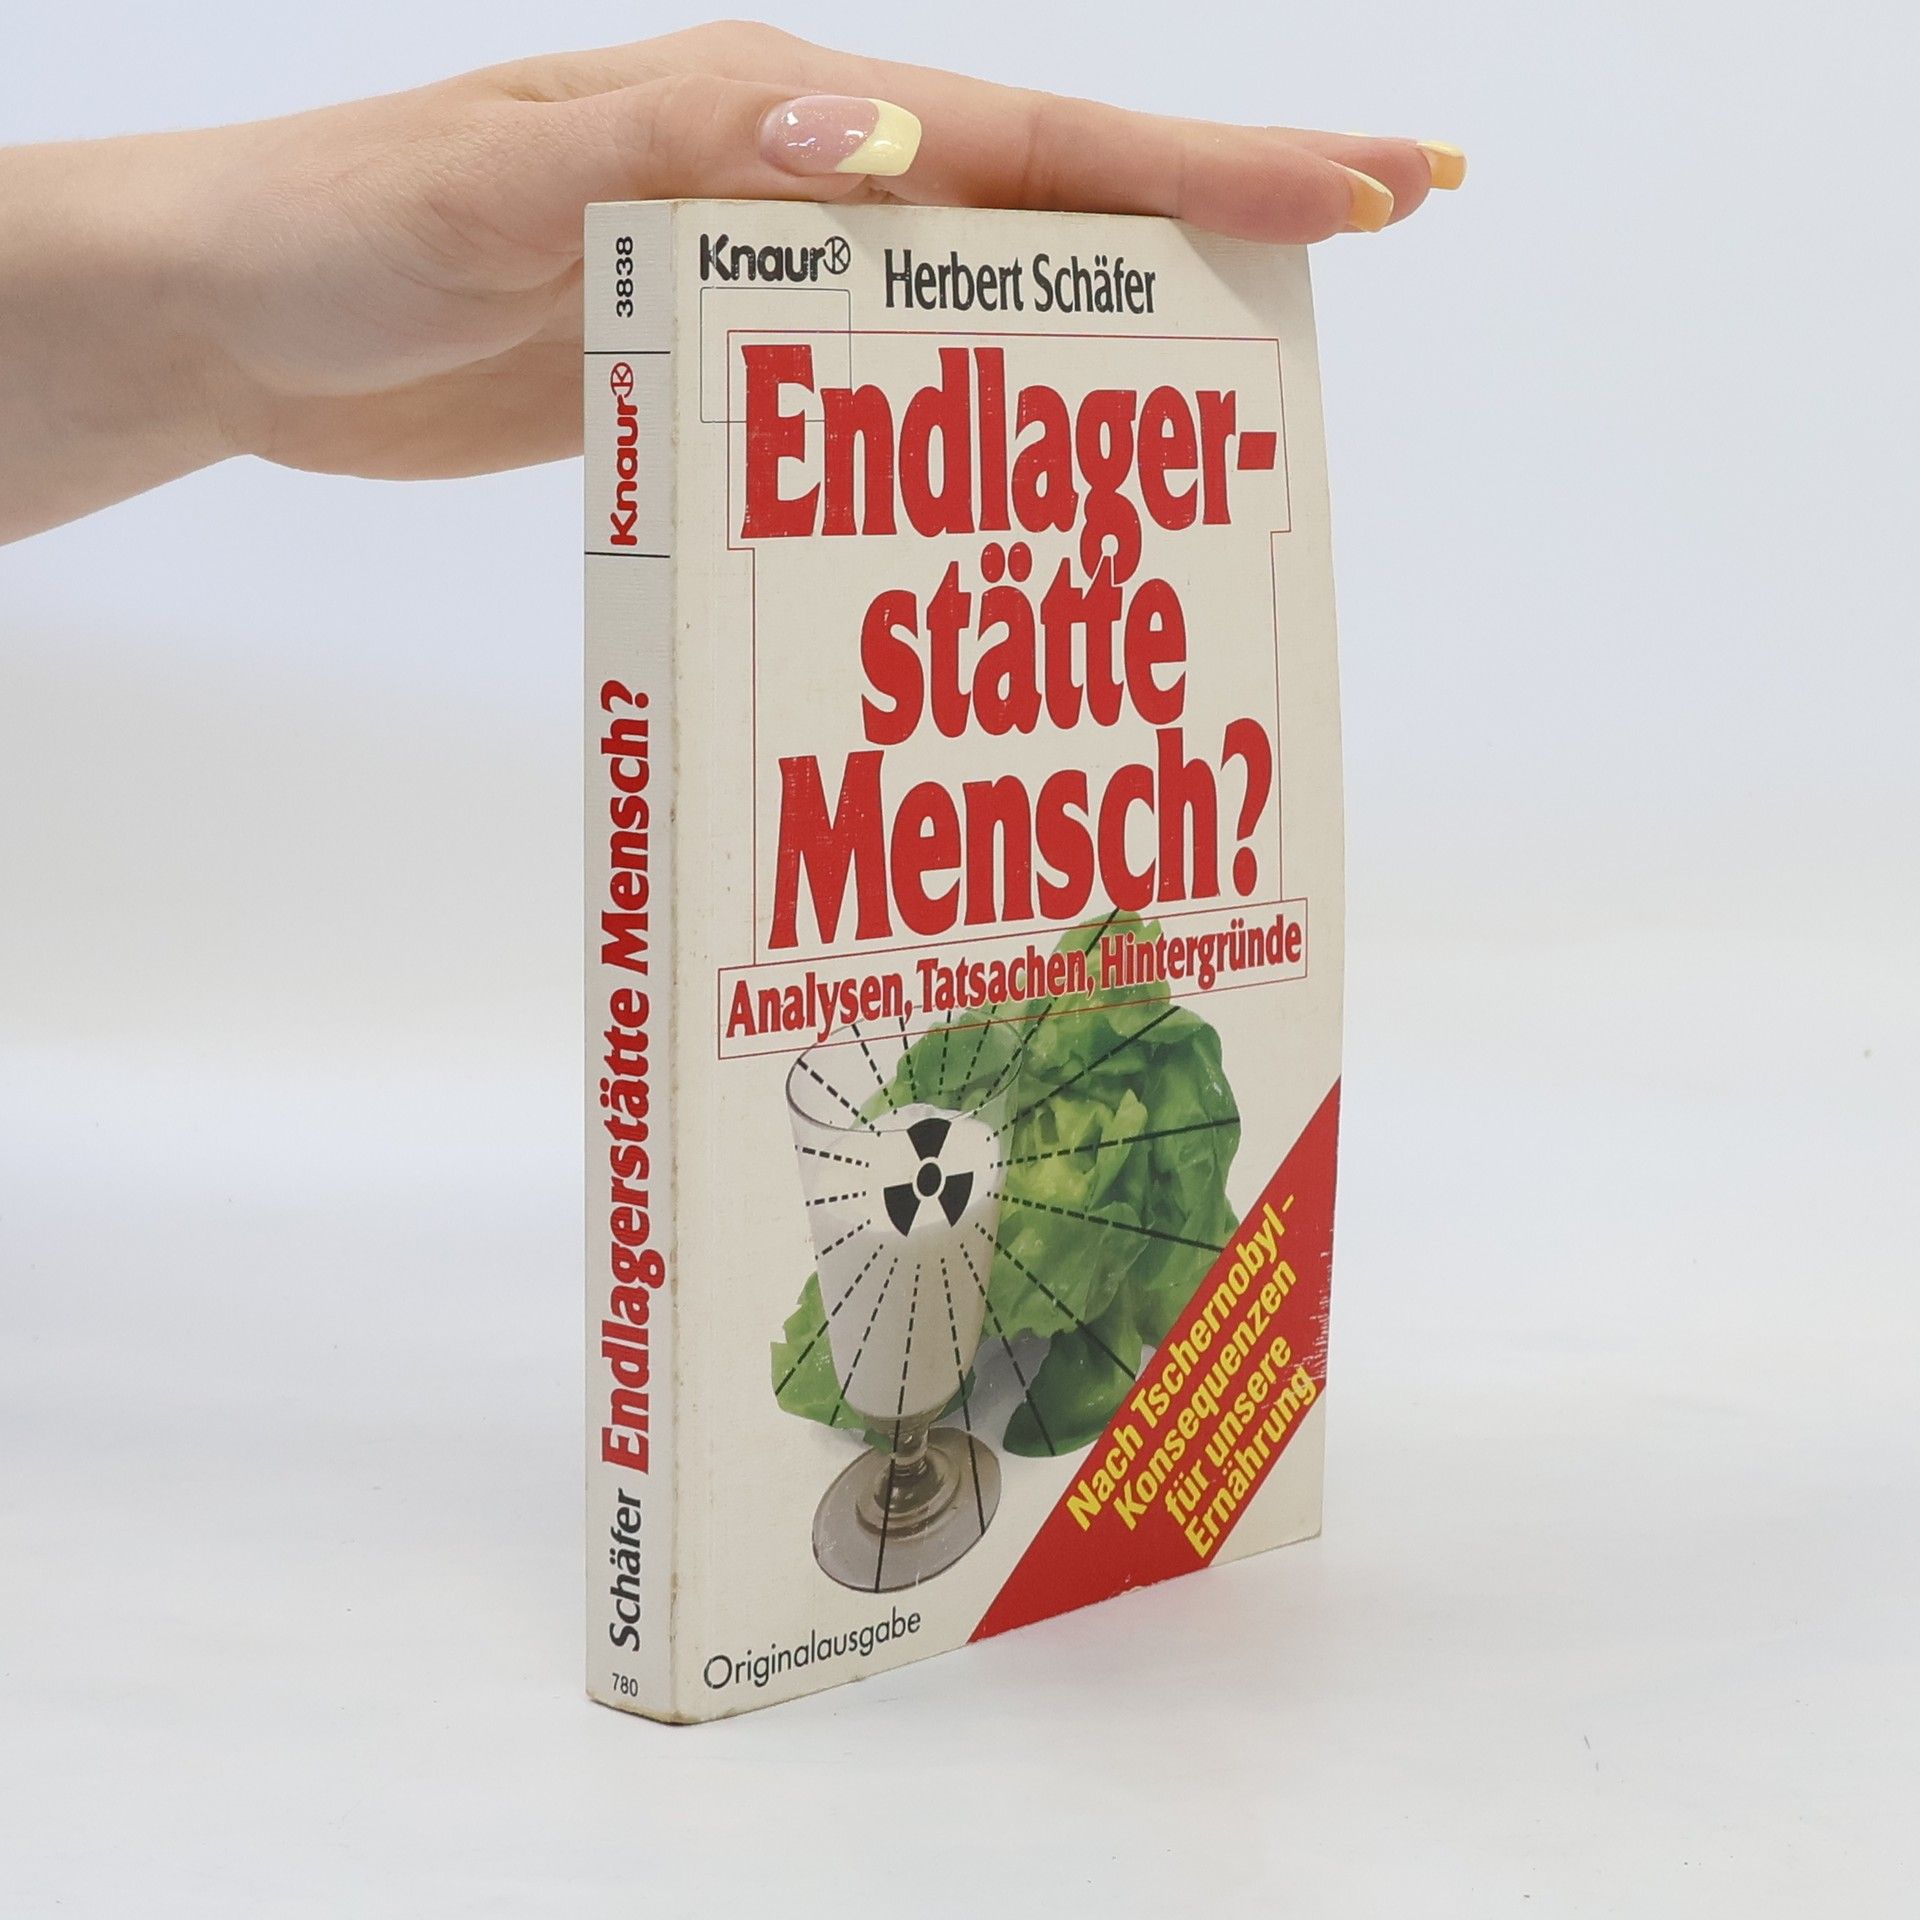 3838
Knaur
Schäfer Endlagerstätte Mensch?
780
Knaur
Herbert Schäfer
Endlager-
stätte
Mensch?
Analysen, Tatsachen, Hintergründe
Nach Tschernobyl -
Konsequenzen
für unsere
Ernährung
Originalausgabe